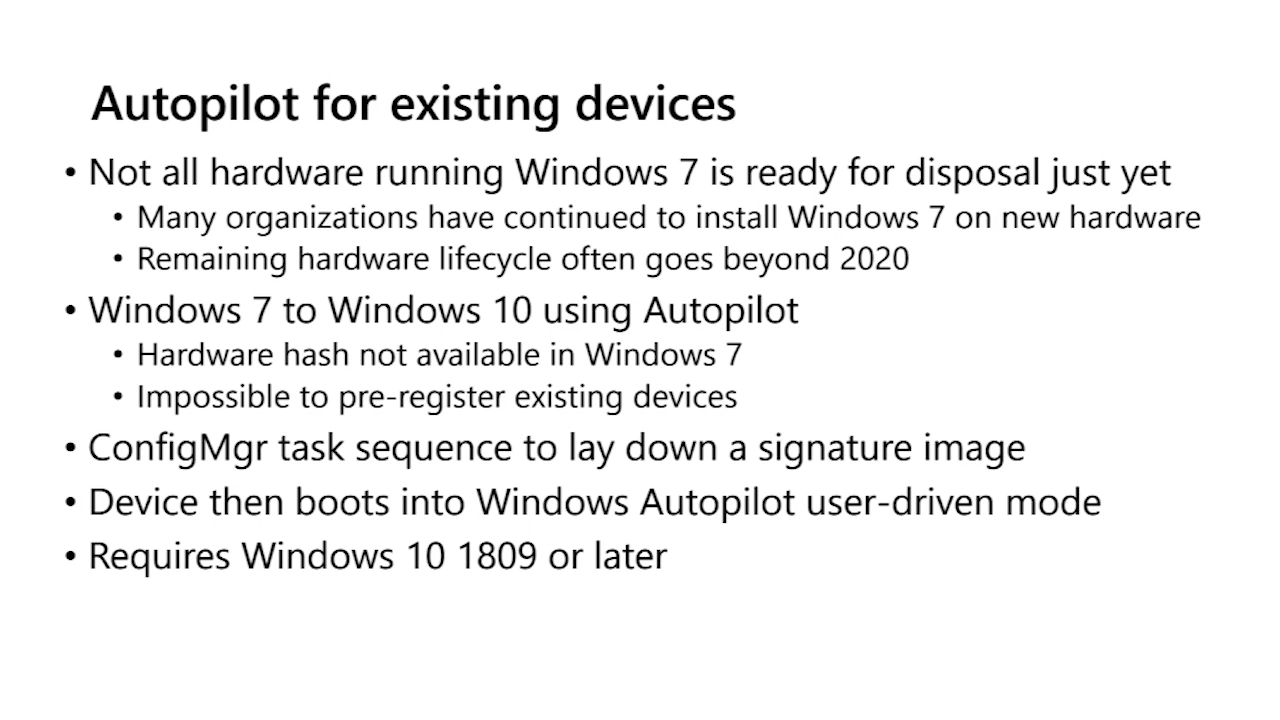 Autopilot for existing devices
• Not all hardware running Windows 7 is ready for disposal just yet
• Many organizations have continued to install Windows 7 on new hardware
• Remaining hardware lifecycle often goes beyond 2020
• Windows 7 to Windows 10 using Autopilot
• Hardware hash not available in Windows 7
• Impossible to pre-register existing devices
• ConfigMgr task sequence to lay down a signature image
• Device then boots into Windows Autopilot user-driven mode
• Requires Windows 10 1809 or later